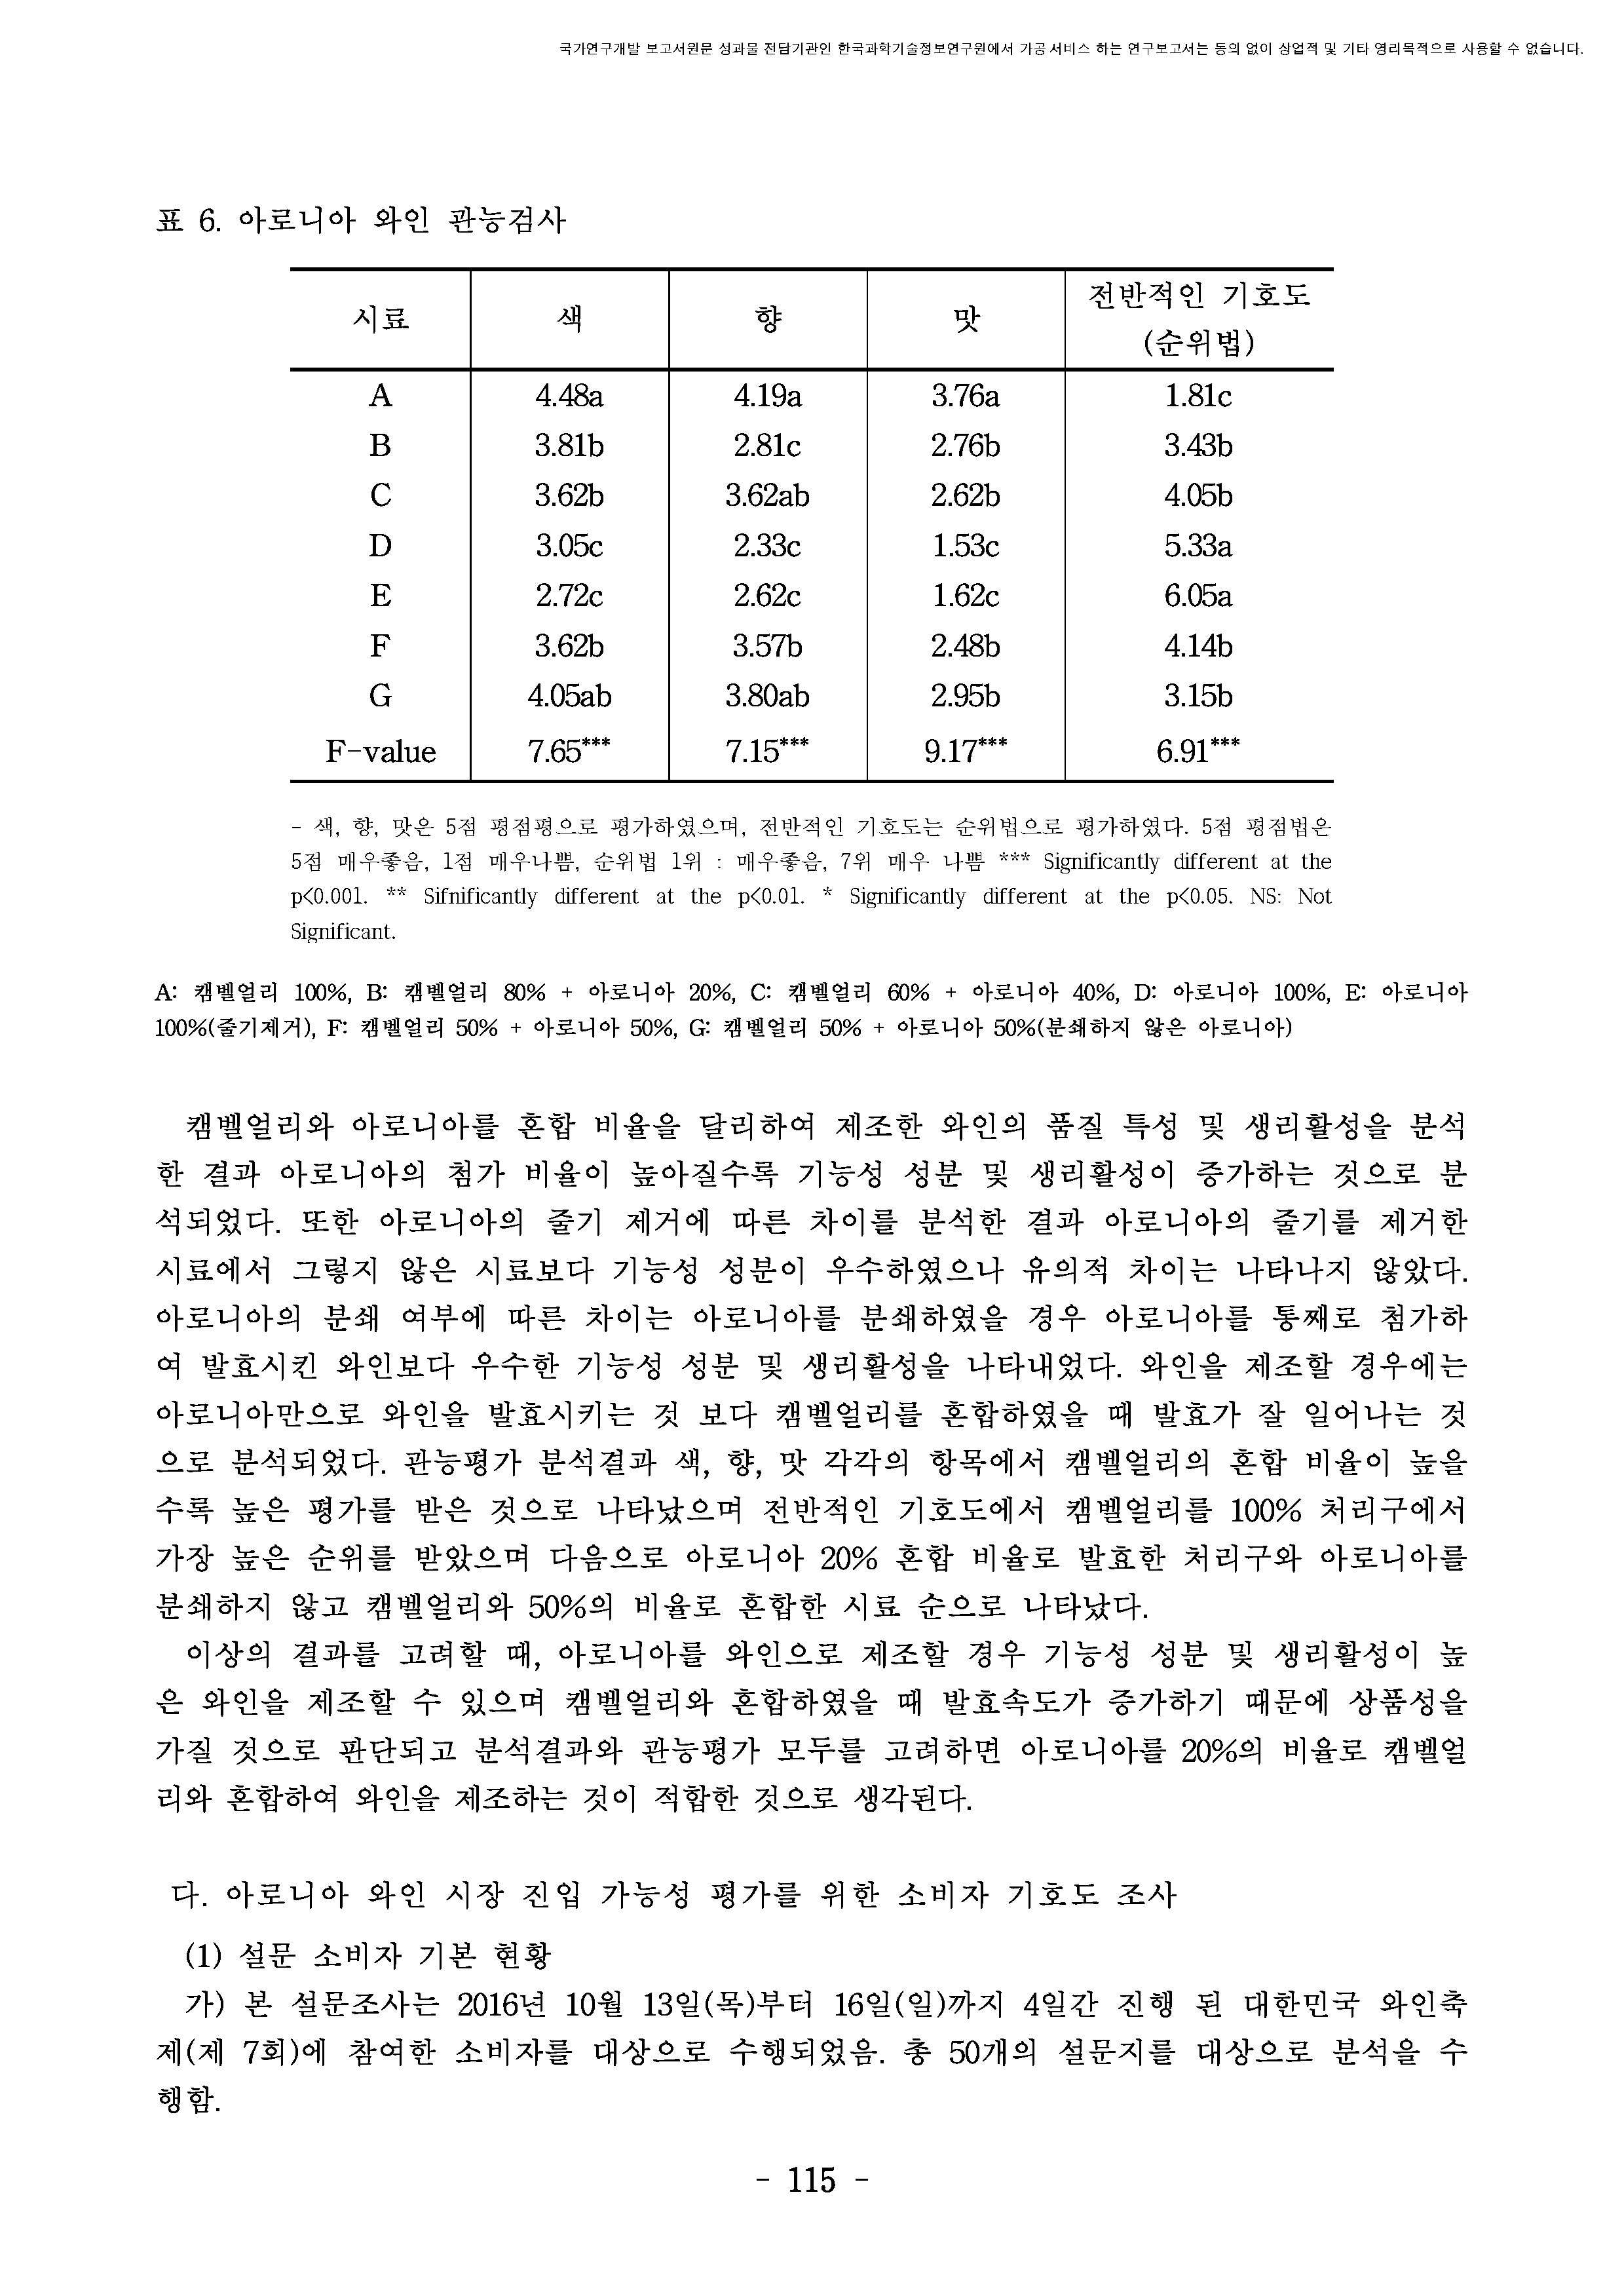 국가연구개발 보고서원문 성과물 전담기관인 한국과학기술정보연구원에서 가공·서비스 하는 연구보고서는 동의 없이 상업적 및 기타 영리목적으로 사용할 수 없습니다.
표 6. 아로니아 와인 관능검사
시료 색 향 맛 전반적인 기호도
(순위법)
A 4.48a 4.19a 3.76a 1.81c
B 3.81b 2.81c 2.76b 3.43b
C 3.62b 3.62ab 2.62b 4.05b
D 3.05c 2.33c 1.53c 5.33a
E 2.72c 2.62c 1.62c 6.05a
F 3.62b 3.57b 2.48b 4.14b
G 4.05ab 3.80ab 2.95b 3.15b
F-value 7.65*** 7.15*** 9.17*** 6.91***
- 색, 향, 맛은 5점 평점평으로 평가하였으며, 전반적인 기호도는 순위법으로 평가하였다. 5점 평점법은
5점 매우좋음, 1점 매우나쁨, 순위법 1위 : 매우좋음, 7위 매우 나쁨 *** Significantly different at the
p<0.001. ** Sifnificantly different at the p<0.01. * Significantly different at the p<0.05. NS: Not
Significant.
A: 캠벨얼리 100%, B: 캠벨얼리 80% + 아로니아 20%, C: 캠벨얼리 60% + 아로니아 40%, D: 아로니아 100%, E: 아로니아
100%(줄기제거), F: 캠벨얼리 50% + 아로니아 50%, G: 캠벨얼리 50% + 아로니아 50%(분쇄하지 않은 아로니아)
캠벨얼리와 아로니아를 혼합 비율을 달리하여 제조한 와인의 품질 특성 및 생리활성을 분석
한 결과 아로니아의 첨가 비율이 높아질수록 기능성 성분 및 생리활성이 증가하는 것으로 분
석되었다. 또한 아로니아의 줄기 제거에 따른 차이를 분석한 결과 아로니아의 줄기를 제거한
시료에서 그렇지 않은 시료보다 기능성 성분이 우수하였으나 유의적 차이는 나타나지 않았다.
아로니아의 분쇄 여부에 따른 차이는 아로니아를 분쇄하였을 경우 아로니아를 통째로 첨가하
여 발효시킨 와인보다 우수한 기능성 성분 및 생리활성을 나타내었다. 와인을 제조할 경우에는
아로니아만으로 와인을 발효시키는 것 보다 캠벨얼리를 혼합하였을 때 발효가 잘 일어나는 것
으로 분석되었다. 관능평가 분석결과 색, 향, 맛 각각의 항목에서 캠벨얼리의 혼합 비율이 높을
수록 높은 평가를 받은 것으로 나타났으며 전반적인 기호도에서 캠벨얼리를 100% 처리구에서
가장 높은 순위를 받았으며 다음으로 아로니아 20% 혼합 비율로 발효한 처리구와 아로니아를
분쇄하지 않고 캠벨얼리와 50%의 비율로 혼합한 시료 순으로 나타났다.
이상의 결과를 고려할 때, 아로니아를 와인으로 제조할 경우 기능성 성분 및 생리활성이 높
은 와인을 제조할 수 있으며 캠벨얼리와 혼합하였을 때 발효속도가 증가하기 때문에 상품성을
가질 것으로 판단되고 분석결과와 관능평가 모두를 고려하면 아로니아를 20%의 비율로 캠벨얼
리와 혼합하여 와인을 제조하는 것이 적합한 것으로 생각된다.
다. 아로니아 와인 시장 진입 가능성 평가를 위한 소비자 기호도 조사
(1) 설문 소비자 기본 현황
가) 본 설문조사는 2016년 10월 13일(목)부터 16일(일)까지 4일간 진행 된 대한민국 와인축
제(제 7회)에 참여한 소비자를 대상으로 수행되었음. 총 50개의 설문지를 대상으로 분석을 수
행함.
- 115 -